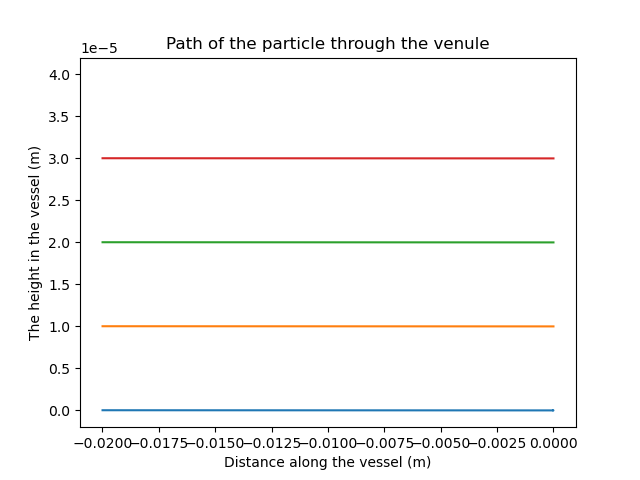 Path of the particle through the venule
1e−5
4.0
3.5
3.0
2.5
2.0
1.5
1.0
0.5
0.0
The height in the vessel (m)
−0.0200 −0.0175 −0.0150 −0.0125 −0.0100 −0.0075 −0.0050 −0.0025 0.0000
Distance along the vessel (m)